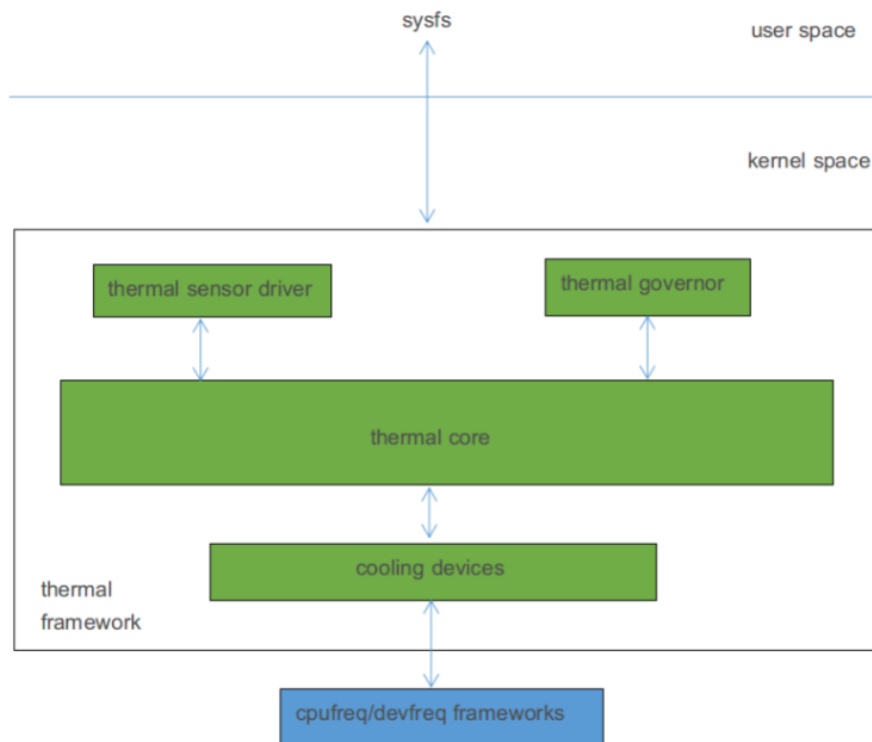 sysfs
user space
kernel space
thermal sensor driver
thermal governor
thermal core
cooling devices
thermal
framework
cpufreq/devfreq frameworks